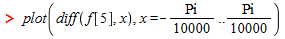 > plot(diff(f[5], x), x = -Pi/10000 .. Pi/10000)